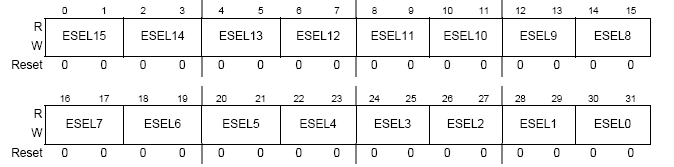 0 1 2 3 4 5 6 7 8 9 10 11 12 13 14 15
R
W
ESEL15 ESEL14 ESEL13 ESEL12 ESEL11 ESEL10 ESEL9 ESEL8
Reset 0 0 0 0 0 0 0 0 0 0 0 0 0 0 0 0
16 17 18 19 20 21 22 23 24 25 26 27 28 29 30 31
R
W
ESEL7 ESEL6 ESEL5 ESEL4 ESEL3 ESEL2 ESEL1 ESEL0
Reset 0 0 0 0 0 0 0 0 0 0 0 0 0 0 0 0